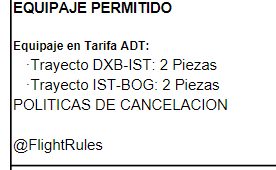 EQUIPAJE PERMITIDO
Equipaje en Tarifa ADT:
·Trayecto DXB-IST: 2 Piezas
·Trayecto IST-BOG: 2 Piezas
POLITICAS DE CANCELACION
@FlightRules